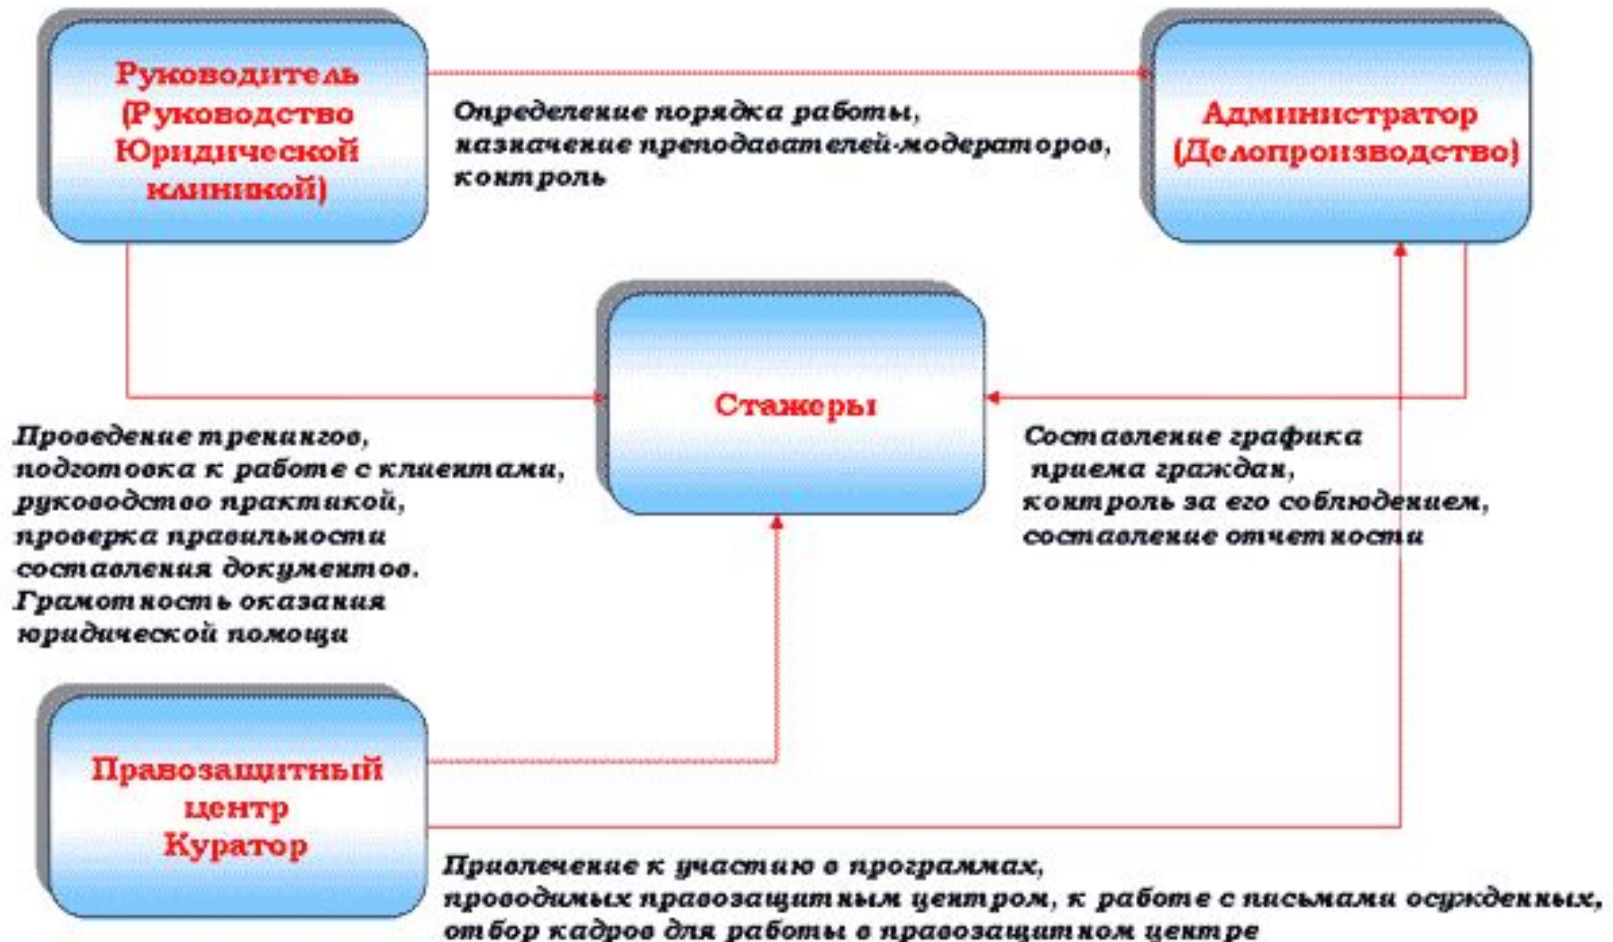 Руководитель
(Руководство
Юридической
клиникой)
Определение порядка работы,
назначение преподавателей-модераторов,
контроль
Администратор
(Делопроизводство)
Стажеры
Проведение тренингов,
подготовка к работе с клиентами,
руководство практикой,
проверка правильности
составления документов.
Грамотность оказания
юридической помощи
Составление графика
приема граждан,
контроль за его соблюдением,
составление отчетности
Правозащитный
центр
Куратор
Привлечение к участию в программах,
проводимых правозащитным центром, к работе с письмами осужденных,
отбор кадров для работы в правозащитном центре